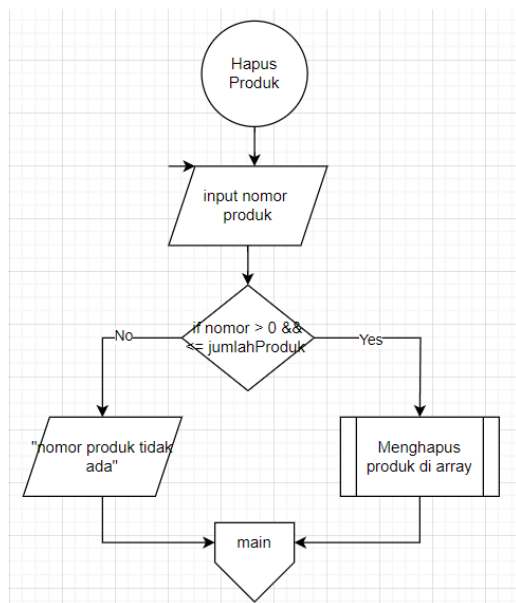 Hapus
Produk
input nomor
produk
if nomor > 0 &&
<= jumlahProduk
No
Yes
"nomor produk tidak
ada"
Menghapus
produk di array
main